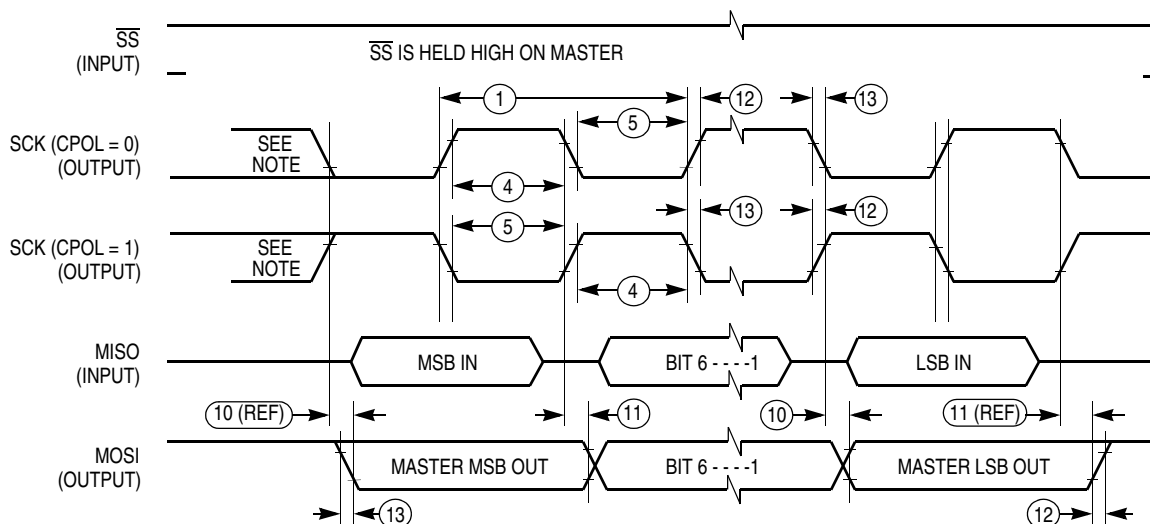 SS
(INPUT)
SS IS HELD HIGH ON MASTER
1
12
13
5
SCK (CPOL = 0)
(OUTPUT)
SEE
NOTE
4
13
12
5
SCK (CPOL = 1)
(OUTPUT)
SEE
NOTE
4
MISO
(INPUT)
MSB IN
BIT 6 - - - -1
LSB IN
10 (REF)
11
10
11 (REF)
MOSI
(OUTPUT)
MASTER MSB OUT
BIT 6 - - - -1
MASTER LSB OUT
13
12